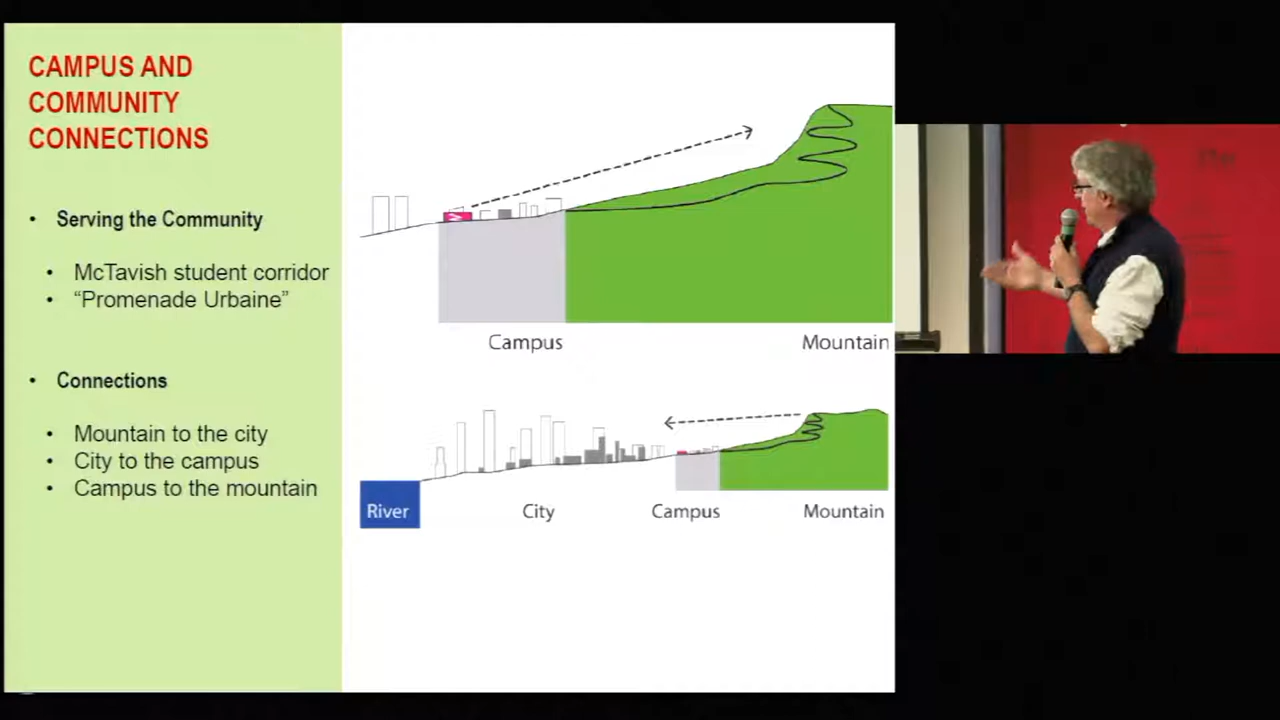 CAMPUS AND
COMMUNITY
CONNECTIONS
• Serving the Community
• McTavish student corridor
• “Promenade Urbaine”
• Connections
• Mountain to the city
• City to the campus
• Campus to the mountain
Campus Mountain
River City Campus Mountain